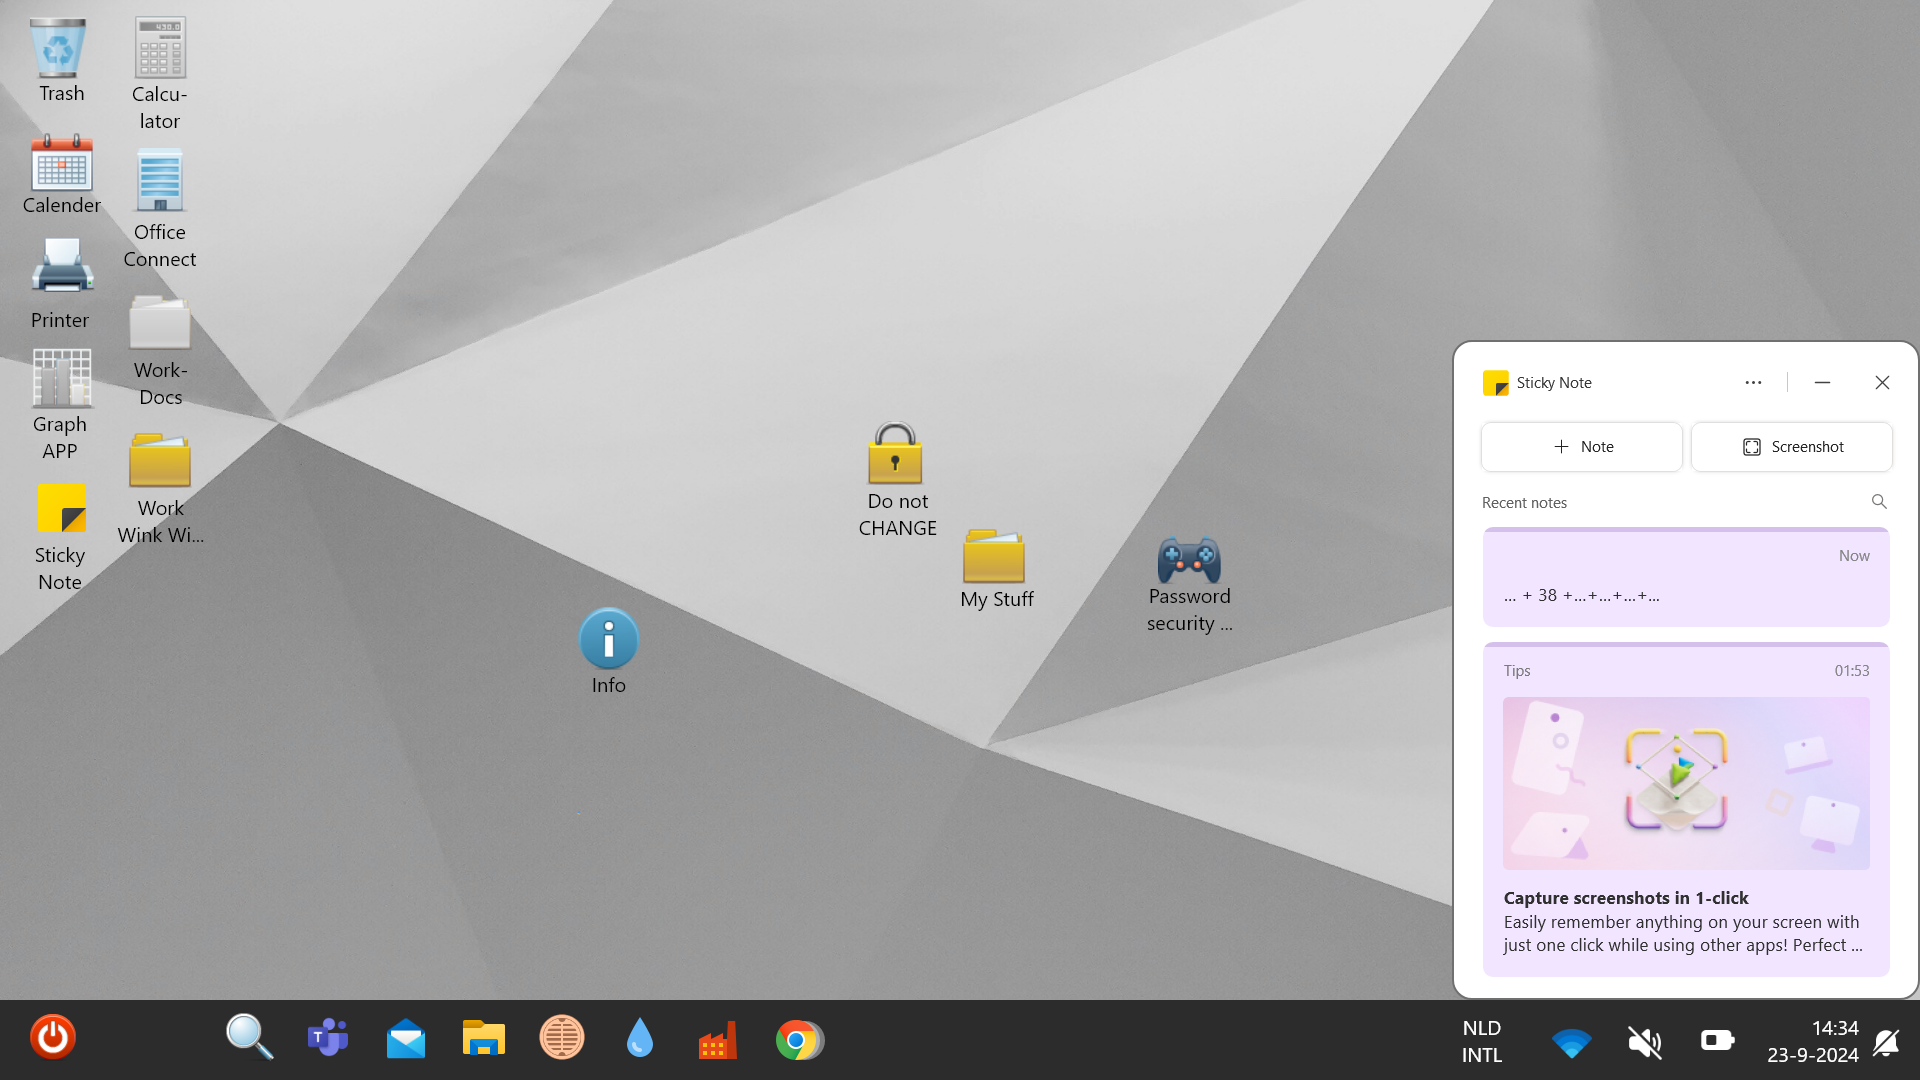 Trash
Calcu-
lator
Calender
Office
Connect
Printer
Work-
Docs
Graph
APP
Work
Wink Wi...
Sticky
Note
Do not
CHANGE
My Stuff
Password
security ...
Info
Sticky Note
Note
Screenshot
Recent notes
Now
... + 38 +...+...+...+...
Tips
01:53
Capture screenshots in 1-click
Easily remember anything on your screen with
just one click while using other apps! Perfect ...
NLD
INTL
14:34
23-9-2024